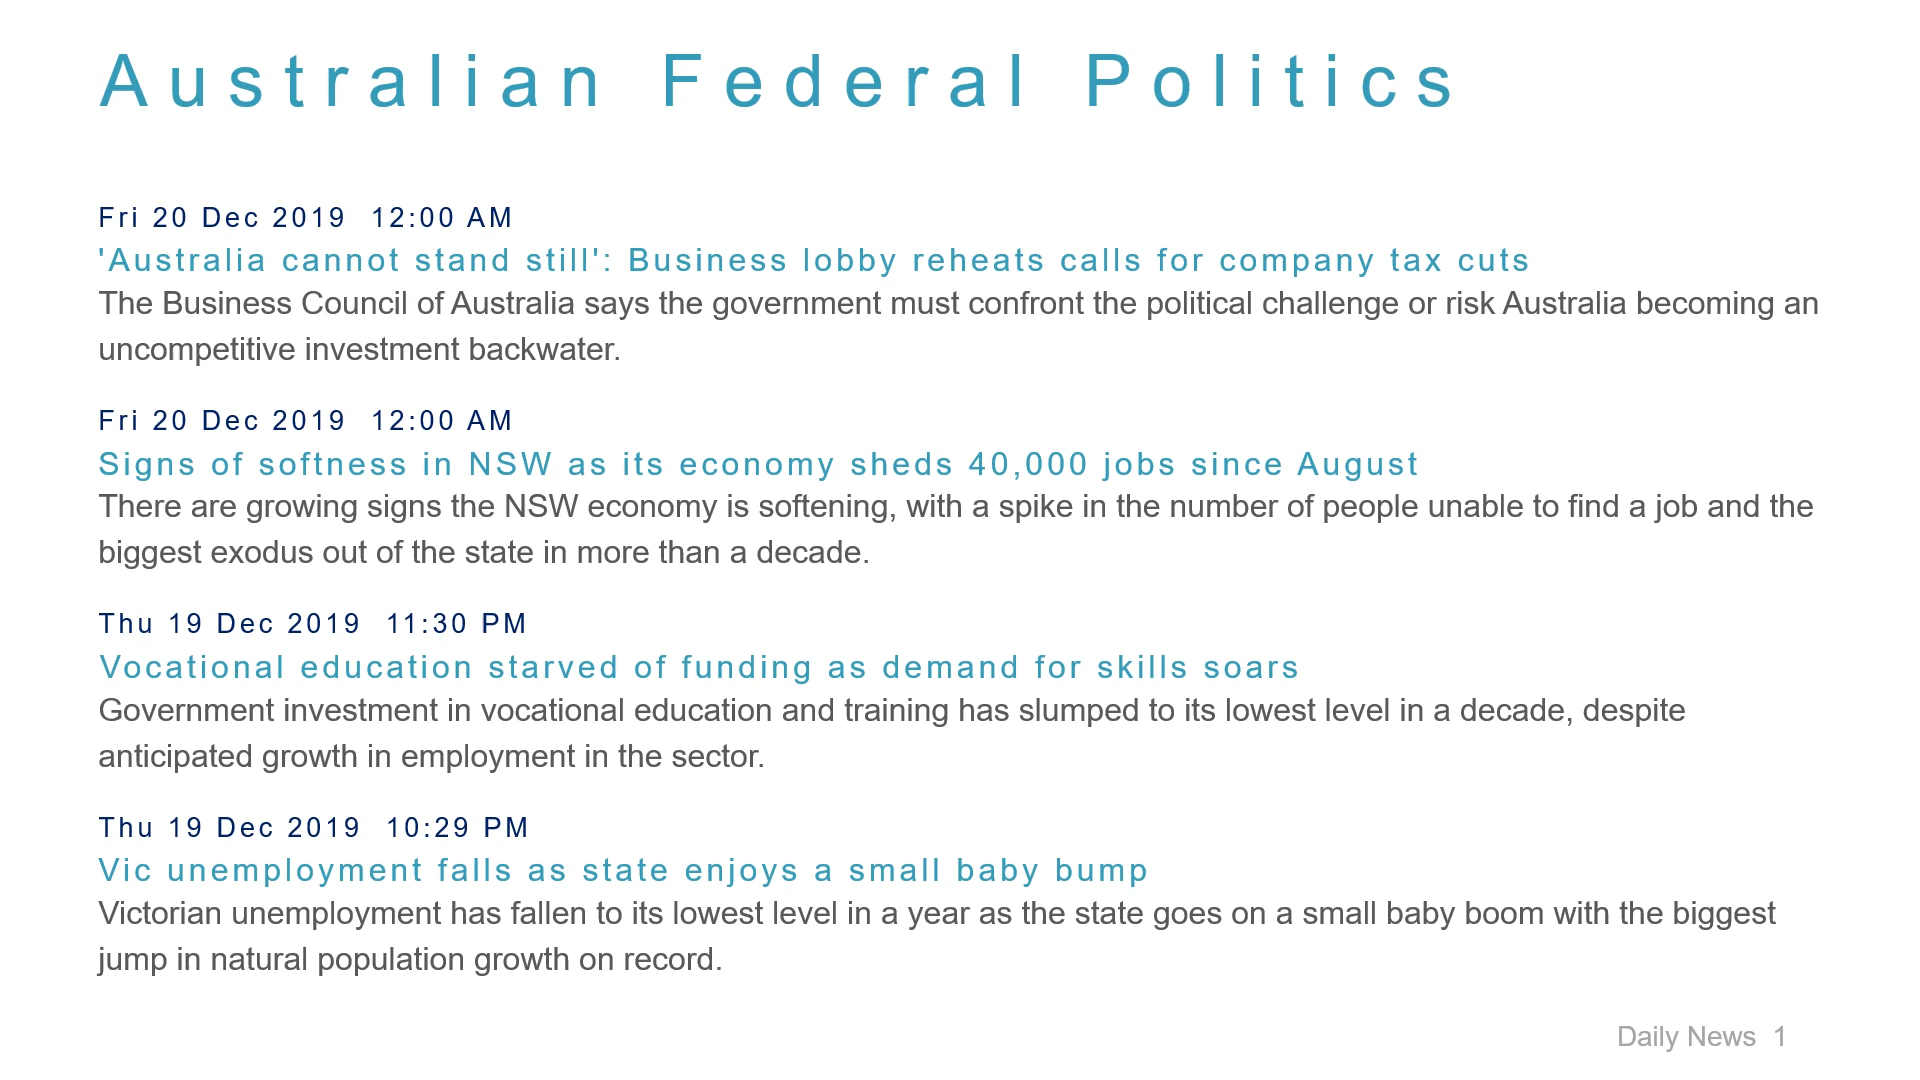 Australian Federal Politics
Fri 20 Dec 2019 12:00 AM
'Australia cannot stand still': Business lobby reheats calls for company tax cuts
The Business Council of Australia says the government must confront the political challenge or risk Australia becoming an
uncompetitive investment backwater.
Fri 20 Dec 2019 12:00 AM
Signs of softness in NSW as its economy sheds 40,000 jobs since August
There are growing signs the NSW economy is softening, with a spike in the number of people unable to find a job and the
biggest exodus out of the state in more than a decade.
Thu 19 Dec 2019 11:30 PM
Vocational education starved of funding as demand for skills soars
Government investment in vocational education and training has slumped to its lowest level in a decade, despite
anticipated growth in employment in the sector.
Thu 19 Dec 2019 10:29 PM
Vic unemployment falls as state enjoys a small baby bump
Victorian unemployment has fallen to its lowest level in a year as the state goes on a small baby boom with the biggest
jump in natural population growth on record.
Daily News 1